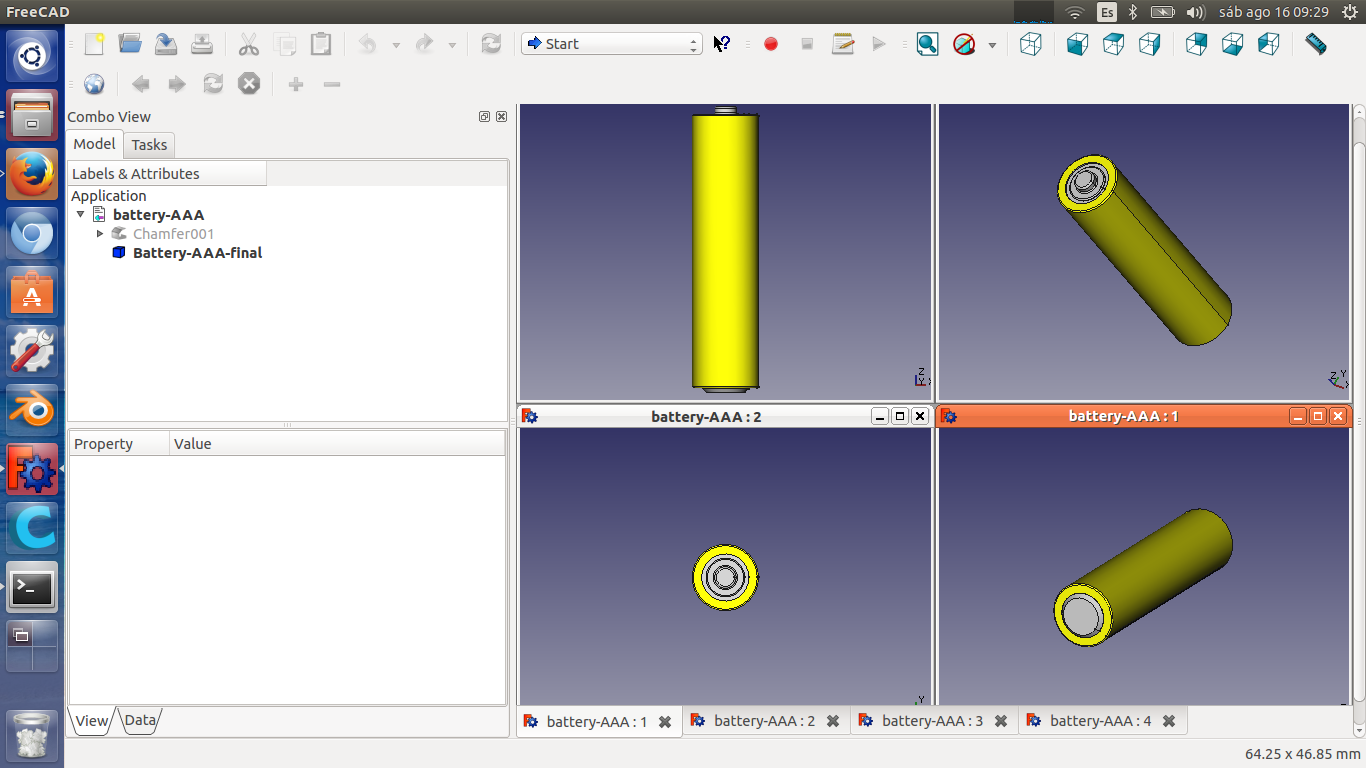 FreeCAD
Es
sáb ago 16 09:29
Start
Combo View
Model
Tasks
Labels & Attributes
Application
battery-AAA
Chamfer001
Battery-AAA-final
Property
Value
View
Data
Z
Y
X
Z
Y
X
battery-AAA : 2
battery-AAA : 1
Y
battery-AAA : 1
battery-AAA : 2
battery-AAA : 3
battery-AAA : 4
64.25 x 46.85 mm